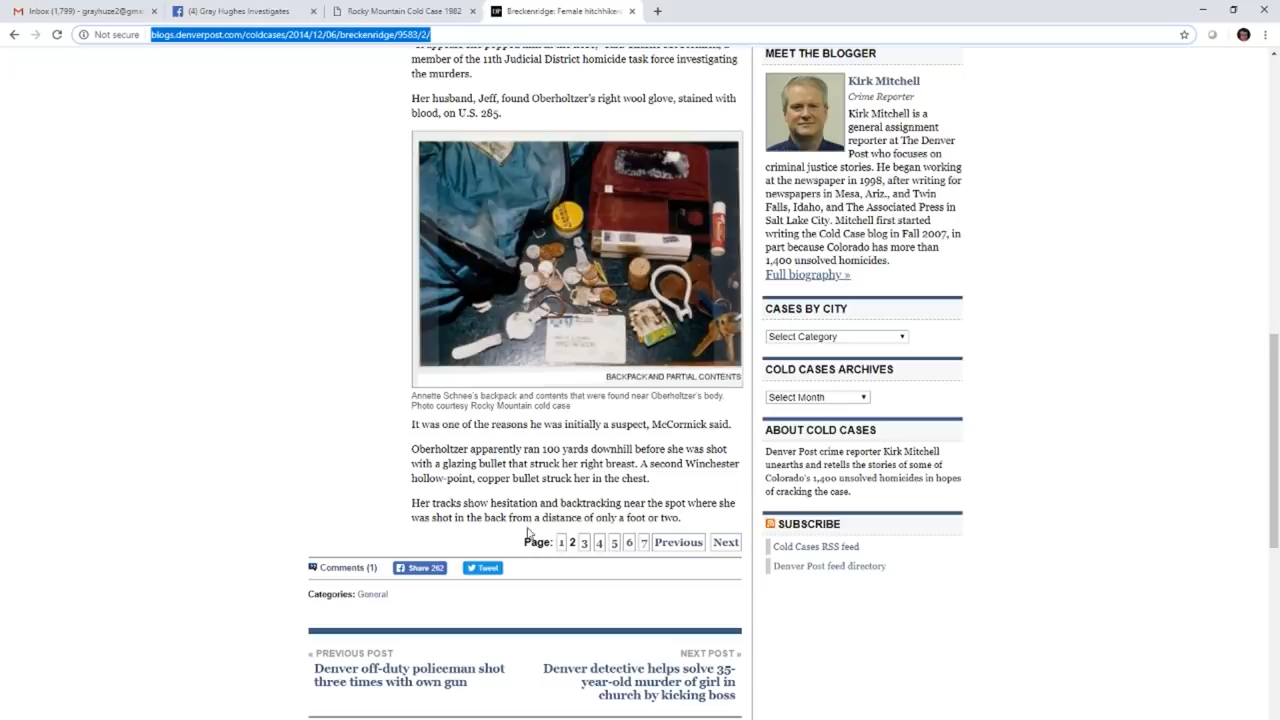 Inbox (1,799) - grayhuze2@gm
(4) Gray Hughes Investigates
Rocky Mountain Cold Case 1982
Breckenridge: Female hitchhiker
Not secure
blogs.denverpost.com/coldcases/2014/12/06/breckenridge/9583/2/
member of the 11th Judicial District homicide task force investigating
the murders.
Her husband, Jeff, found Oberholtzer's right wool glove, stained with
blood, on U.S. 285.
BACKPACK AND PARTIAL CONTENTS
Annette Schnee's backpack and contents that were found near Oberholtzer's body.
Photo courtesy Rocky Mountain cold case
It was one of the reasons he was initially a suspect, McCormick said.
Oberholtzer apparently ran 100 yards downhill before she was shot
with a glazing bullet that struck her right breast. A second Winchester
hollow-point, copper bullet struck her in the chest.
Her tracks show hesitation and backtracking near the spot where she
was shot in the back from a distance of only a foot or two.
Page: 1 2 3 4 5 6 7 Previous Next
Comments (1)
Share 262
Tweet
Categories: General
« PREVIOUS POST
Denver off-duty policeman shot
three times with own gun
NEXT POST »
Denver detective helps solve 35-
year-old murder of girl in
church by kicking boss
MEET THE BLOGGER
Kirk Mitchell
Crime Reporter
Kirk Mitchell is a
general assignment
reporter at The Denver
Post who focuses on
criminal justice stories. He began working
at the newspaper in 1998, after writing for
newspapers in Mesa, Ariz., and Twin
Falls, Idaho, and The Associated Press in
Salt Lake City. Mitchell first started
writing the Cold Case blog in Fall 2007, in
part because Colorado has more than
1,400 unsolved homicides.
Full biography »
CASES BY CITY
Select Category
COLD CASES ARCHIVES
Select Month
ABOUT COLD CASES
Denver Post crime reporter Kirk Mitchell
unearths and retells the stories of some of
Colorado's 1,400 unsolved homicides in hopes
of cracking the case.
SUBSCRIBE
Cold Cases RSS feed
Denver Post feed directory